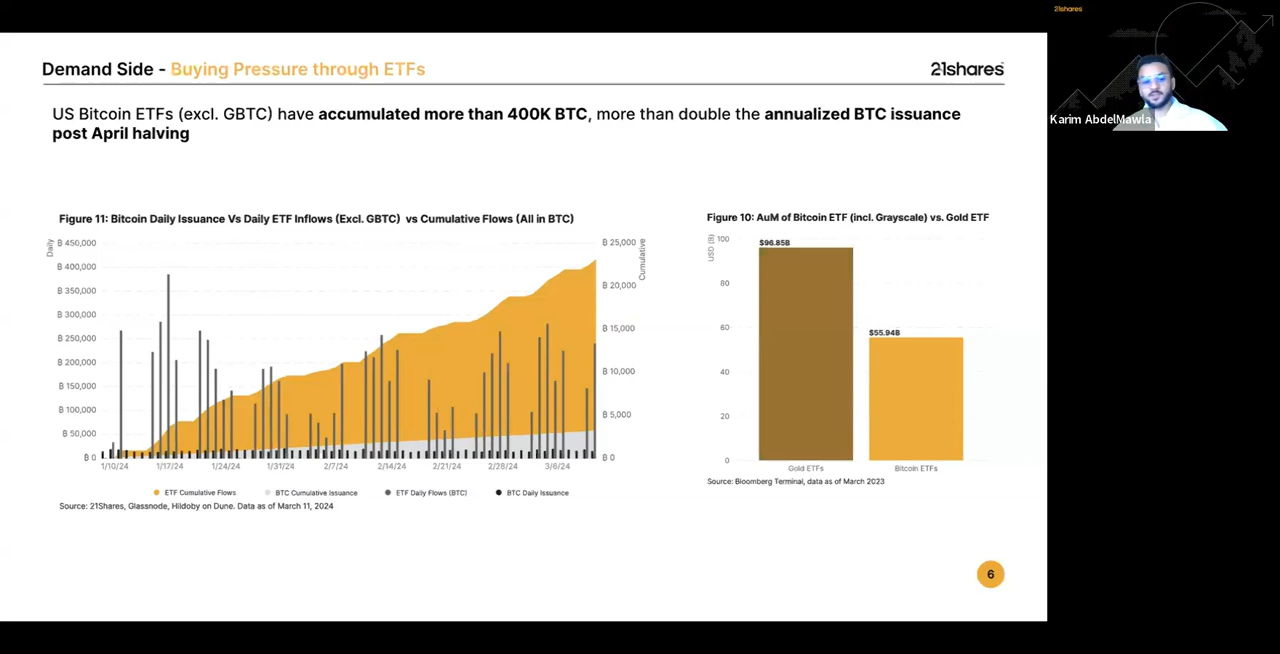 21shares
Karim AbdelMawla
Demand Side - Buying Pressure through ETFs
21shares
US Bitcoin ETFs (excl. GBTC) have accumulated more than 400K BTC, more than double the annualized BTC issuance
post April halving
Figure 11: Bitcoin Daily Issuance Vs Daily ETF Inflows (Excl. GBTC) vs Cumulative Flows (All in BTC)
Daily
฿ 450,000
฿ 400,000
฿ 350,000
฿ 300,000
฿ 250,000
฿ 200,000
฿ 150,000
฿ 100,000
฿ 50,000
฿ 0
฿ 25,000
฿ 20,000
฿ 15,000
฿ 10,000
฿ 5,000
฿ 0
Cumulative
1/10/24 1/17/24 1/24/24 1/31/24 2/7/24 2/14/24 2/21/24 2/28/24 3/6/24
ETF Cumulative Flows BTC Cumulative Issuance ETF Daily Flows (BTC) BTC Daily Issuance
Source: 21Shares, Glassnode, Hildoby on Dune. Data as of March 11, 2024
Figure 10: AuM of Bitcoin ETF (incl. Grayscale) vs. Gold ETF
USD (B)
100
80
60
40
20
0
$96.85B
$55.94B
Gold ETFs Bitcoin ETFs
Source: Bloomberg Terminal, data as of March 2023
6